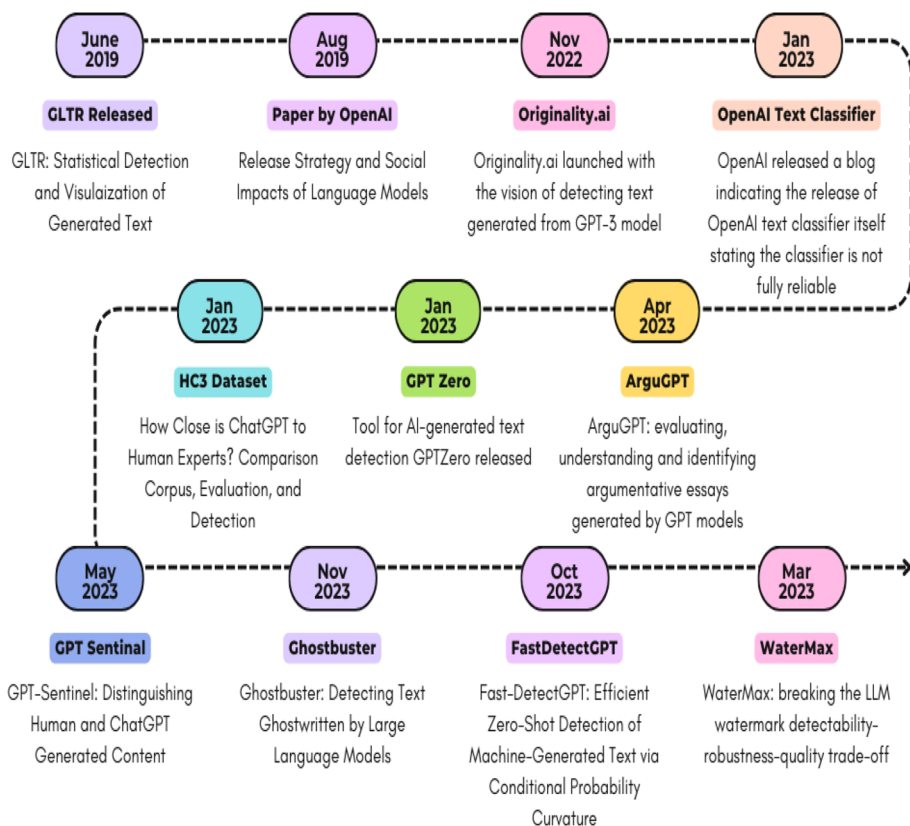 June
2019
Aug
2019
Nov
2022
Jan
2023
GLTR Released
Paper by OpenAI
Originality.ai
OpenAI Text Classifier
GLTR: Statistical Detection
and Visulaization of
Generated Text
Release Strategy and Social
Impacts of Language Models
Originality.ai launched with
the vision of detecting text
generated from GPT-3 model
OpenAI released a blog
indicating the release of
OpenAI text classifier itself
stating the classifier is not
fully reliable
Jan
2023
Jan
2023
Apr
2023
HC3 Dataset
GPT Zero
ArguGPT
How Close is ChatGPT to
Human Experts? Comparison
Corpus, Evaluation, and
Detection
Tool for AI-generated text
detection GPTZero released
ArguGPT: evaluating,
understanding and identifying
argumentative essays
generated by GPT models
May
2023
Nov
2023
Oct
2023
Mar
2023
GPT Sentinal
Ghostbuster
FastDetectGPT
WaterMax
GPT-Sentinel: Distinguishing
Human and ChatGPT
Generated Content
Ghostbuster: Detecting Text
Ghostwritten by Large
Language Models
Fast-DetectGPT: Efficient
Zero-Shot Detection of
Machine-Generated Text via
Conditional Probability
Curvature
WaterMax: breaking the LLM
watermark detectability-
robustness-quality trade-off